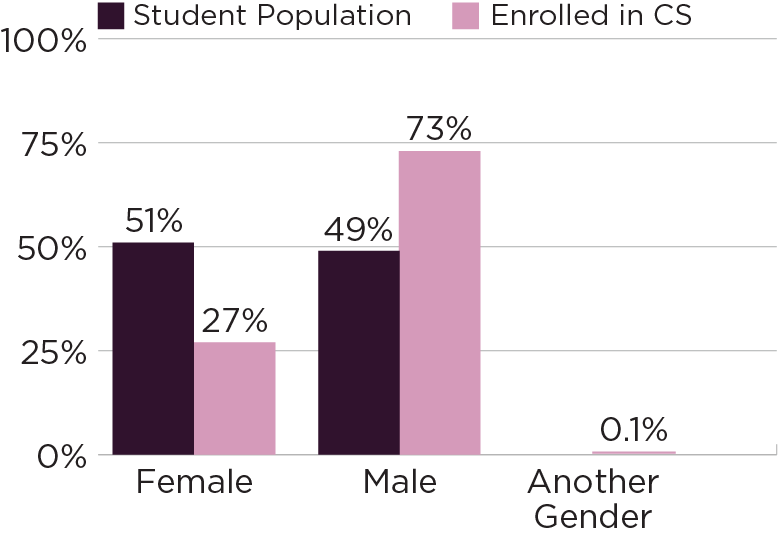 Student Population Enrolled in CS
100%
75%
50%
25%
0%
51%
27%
49%
73%
0.1%
Female
Male
Another
Gender